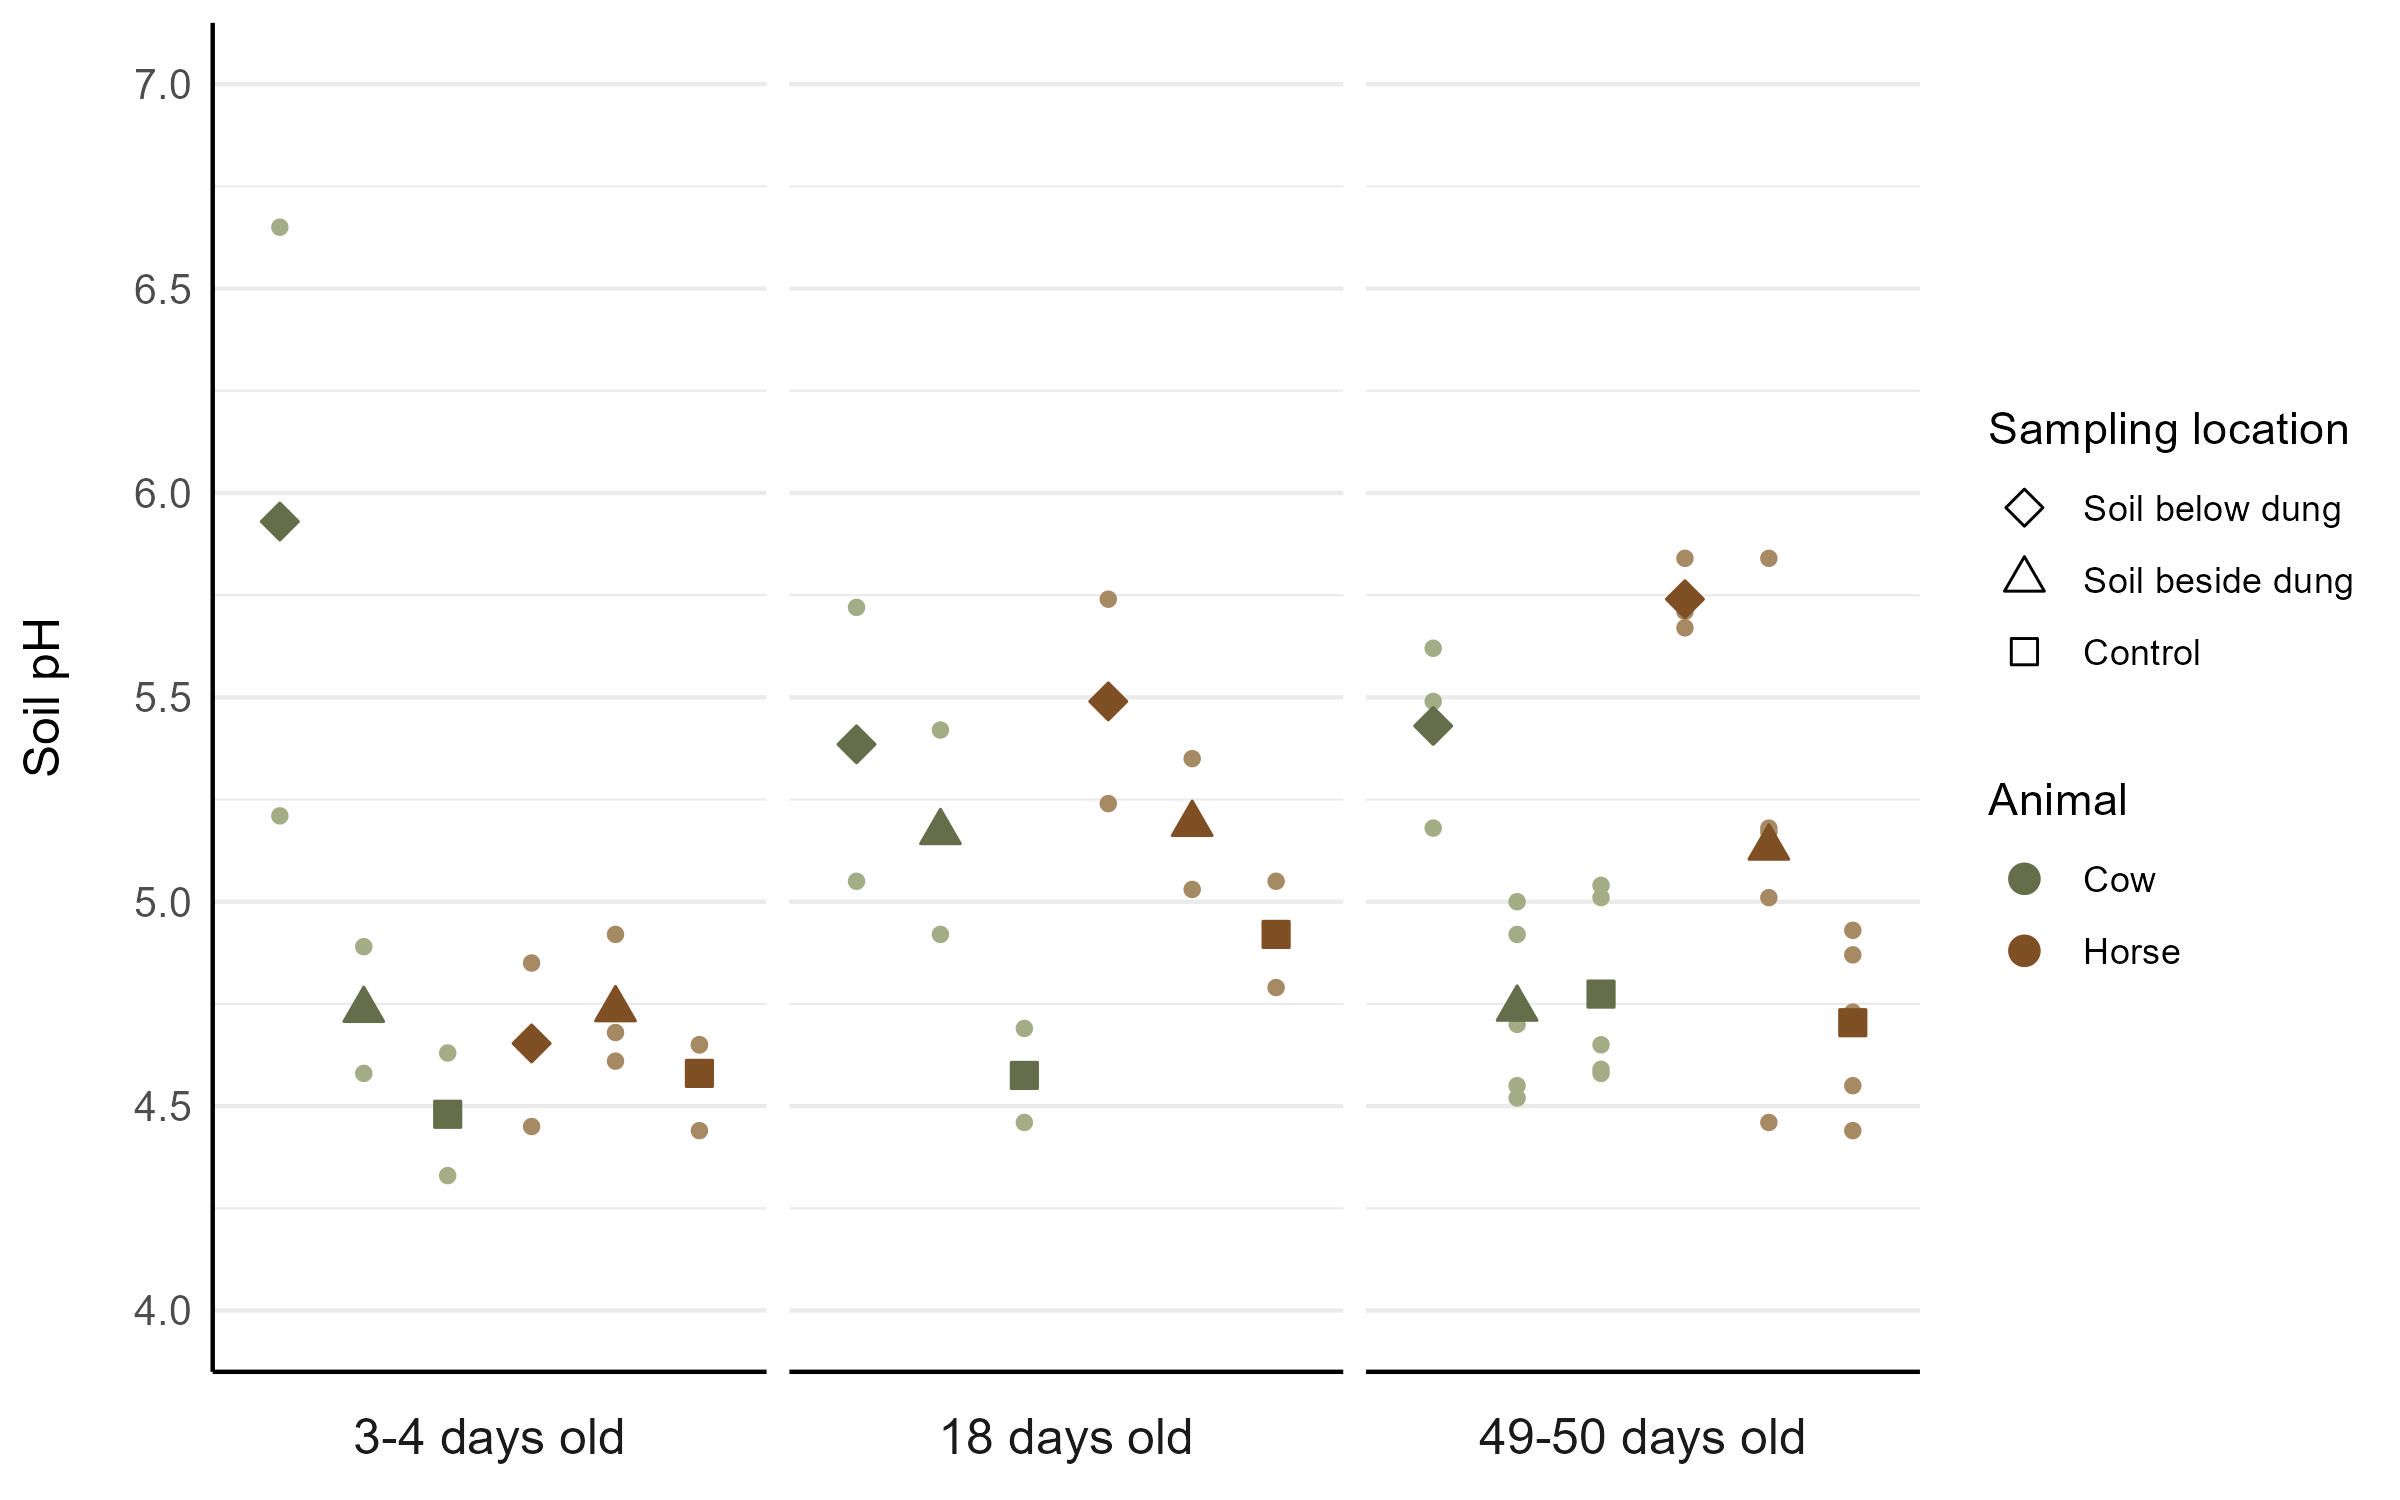 Soil pH
7.0
6.5
6.0
5.5
5.0
4.5
4.0
3-4 days old
18 days old
49-50 days old
Sampling location
Soil below dung
Soil beside dung
Control
Animal
Cow
Horse